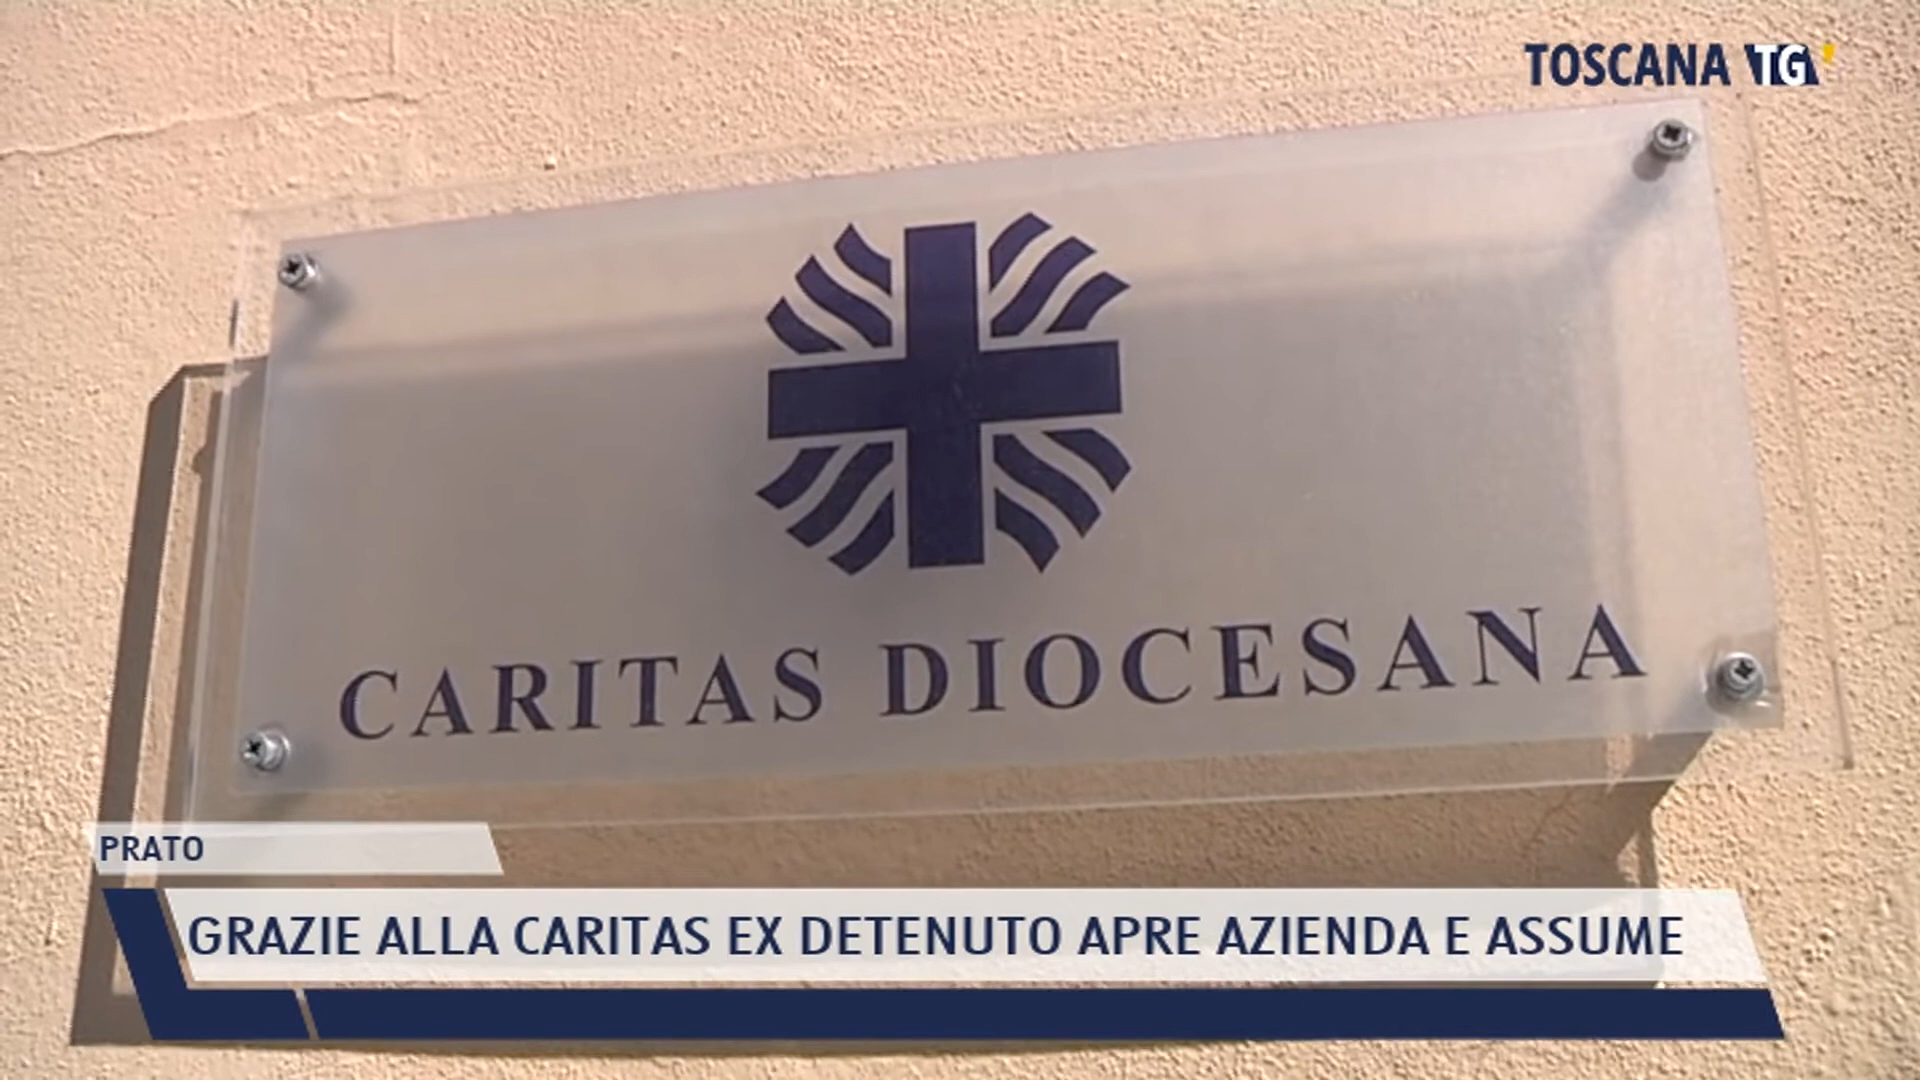 TOSCANA TG
CARITAS DIOCESANA
PRATO
GRAZIE ALLA CARITAS EX DETENUTO APRE AZIENDA E ASSUME